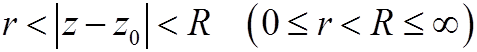 r < |z − z₀| < R (0 ≤ r < R ≤ ∞)